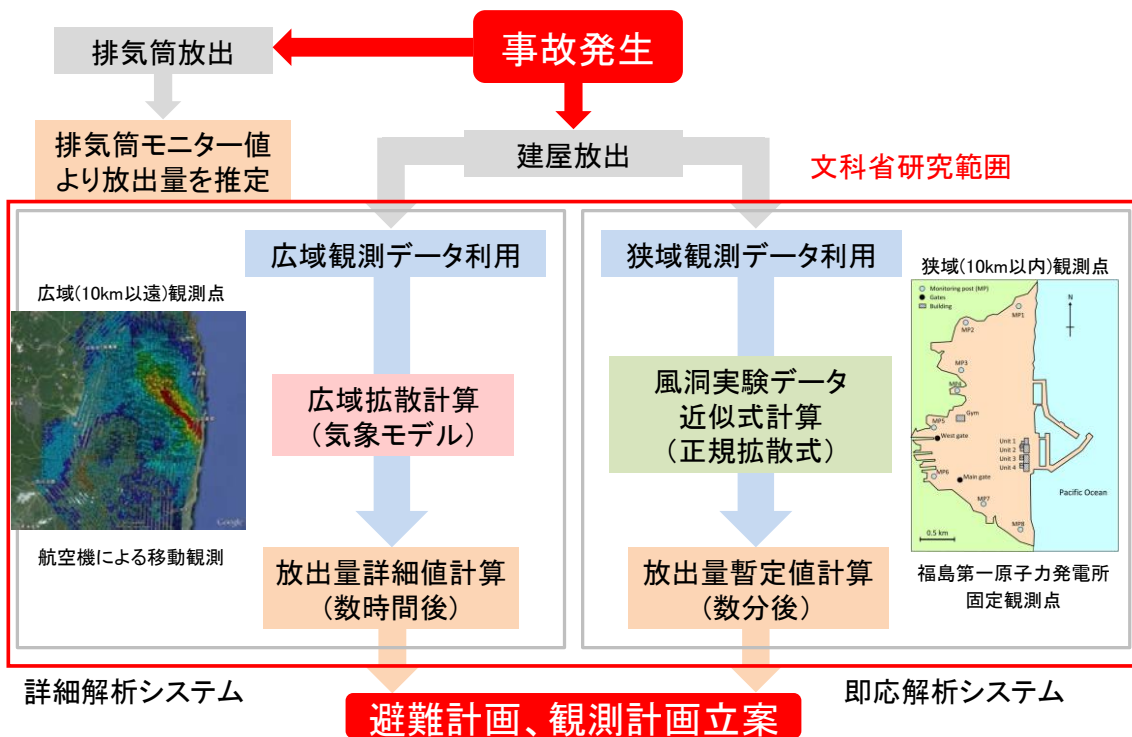 事故発生
排気筒放出
排気筒モニター値
より放出量を推定
建屋放出
文科省研究範囲
広域観測データ利用
狭域観測データ利用
広域(10km以遠)観測点
Google
航空機による移動観測
広域拡散計算
(気象モデル)
風洞実験データ
近似式計算
(正規拡散式)
狭域(10km以内)観測点
Monitoring post (MP)
Gates
Building
N
MP1
MP2
MP3
MP4
Gym
MP5
West gate
Unit 1
Unit 2
Unit 3
Unit 4
MP6
Main gate
Pacific Ocean
MP7
MP8
0.5 km
福島第一原子力発電所
固定観測点
放出量詳細値計算
(数時間後)
放出量暫定値計算
(数分後)
詳細解析システム
即応解析システム
避難計画、観測計画立案